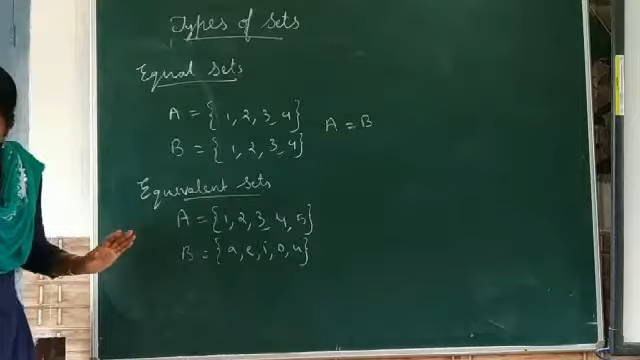 Types of Sets
Equal Sets
A = {1, 2, 3, 4}
A = B
B = {1, 2, 3, 4}
Equivalent Sets
A = {1, 2, 3, 4, 5}
B = {a, e, i, o, u}